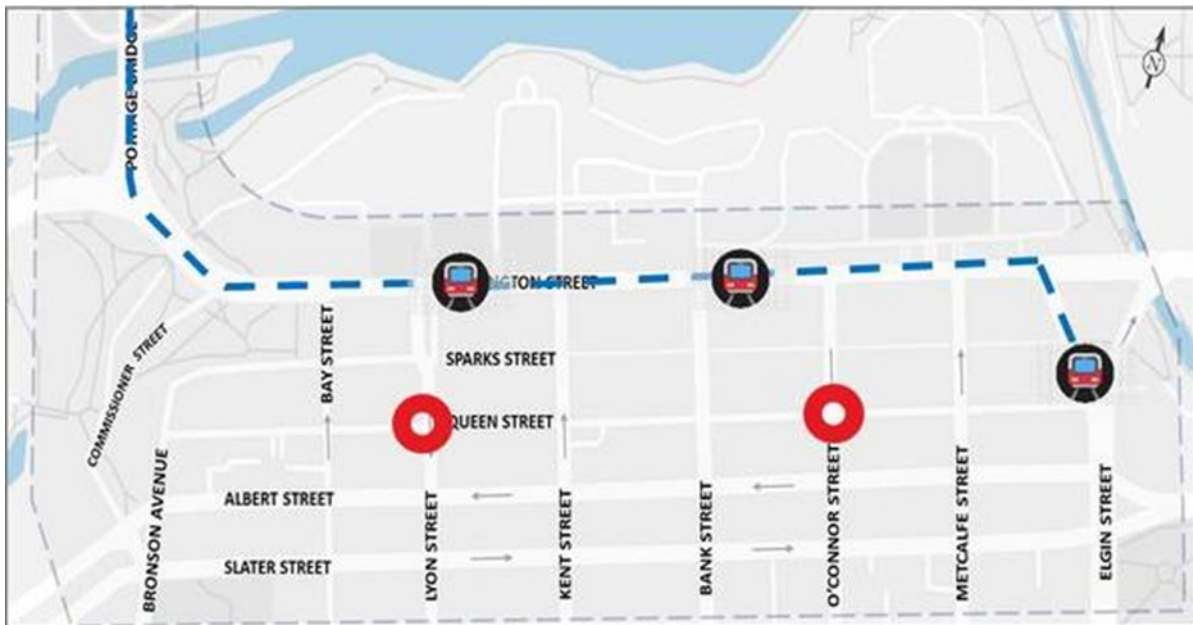 PORTAGE BRIDGE
N
NGTON STREET
COMMISSIONER STREET
BAY STREET
SPARKS STREET
QUEEN STREET
ALBERT STREET
SLATER STREET
BRONSON AVENUE
LYON STREET
KENT STREET
BANK STREET
O'CONNOR STREET
METCALFE STREET
ELGIN STREET